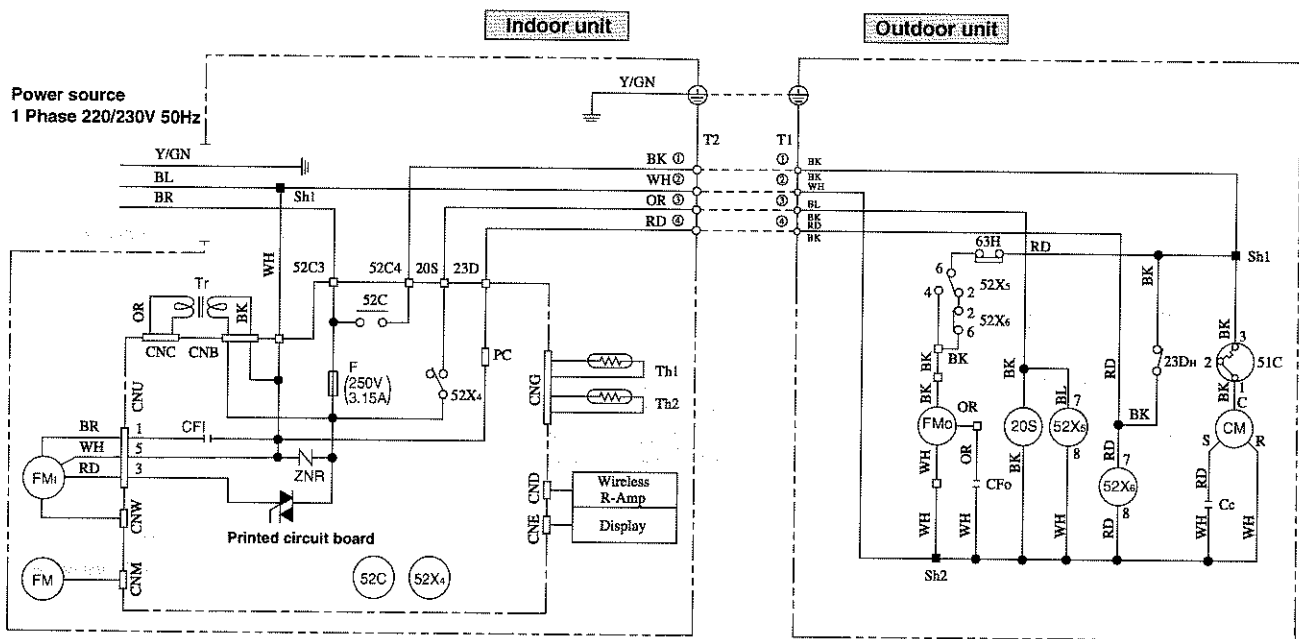 Indoor unit
Outdoor unit
Power source
1 Phase 220/230V 50Hz
Y/GN
Y/GN
BL
BR
Sh1
T2
T1
BK ①
WH ②
OR ③
RD ④
①
②
③
④
BK
BK
WH
BL
BK
RD
BK
WH
52C3
52C4
20S
23D
52C
Tr
OR
BK
CNC
CNB
CNU
F
(250V
3.15A)
52X4
PC
CNG
Th1
Th2
BR
WH
RD
1
5
3
CFI
ZNR
FMI
CNW
CND
CNE
Wireless
R-Amp
Display
Printed circuit board
FM
CNM
52C
52X4
63H
RD
Sh1
6
4
2
52X5
2
6
52X6
BK
BK
BK
FMO
OR
OR
CFO
WH
WH
WH
Sh2
BK
20S
BK
BL
7
52X5
8
WH
RD
BK
RD
7
52X6
8
RD
BK
23DH
BK
3
2
51C
1
BK
C
CM
S
R
RD
Cc
WH
WH